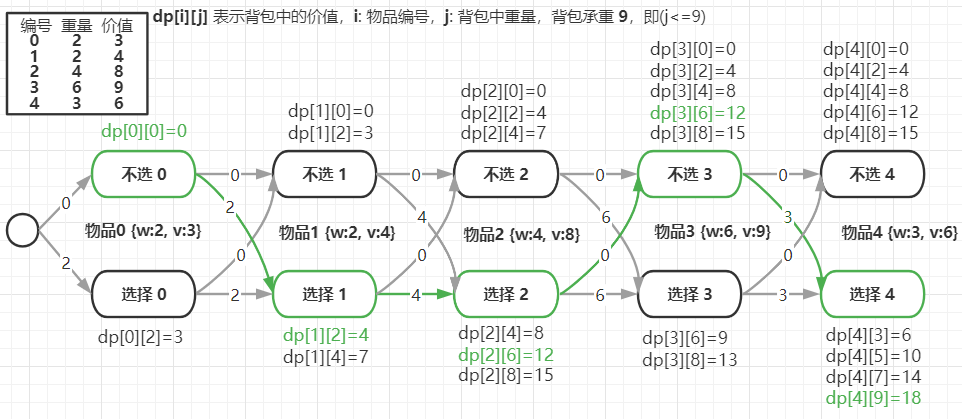 dp[i][j] 表示背包中的价值，i: 物品编号，j: 背包中重量，背包承重 9，即(j<=9)
编号 重量 价值
0 2 3
1 2 4
2 4 8
3 6 9
4 3 6
dp[0][0]=0
dp[1][0]=0
dp[1][2]=3
dp[2][0]=0
dp[2][2]=4
dp[2][4]=7
dp[3][0]=0
dp[3][2]=4
dp[3][4]=8
dp[3][6]=12
dp[3][8]=15
dp[4][0]=0
dp[4][2]=4
dp[4][4]=8
dp[4][6]=12
dp[4][8]=15
不选 0
不选 1
不选 2
不选 3
不选 4
0
0
0
0
0
2
4
6
3
物品0 {w:2, v:3}
物品1 {w:2, v:4}
物品2 {w:4, v:8}
物品3 {w:6, v:9}
物品4 {w:3, v:6}
2
0
0
0
0
选择 0
选择 1
选择 2
选择 3
选择 4
2
4
6
3
dp[0][2]=3
dp[1][2]=4
dp[1][4]=7
dp[2][4]=8
dp[2][6]=12
dp[2][8]=15
dp[3][6]=9
dp[3][8]=13
dp[4][3]=6
dp[4][5]=10
dp[4][7]=14
dp[4][9]=18